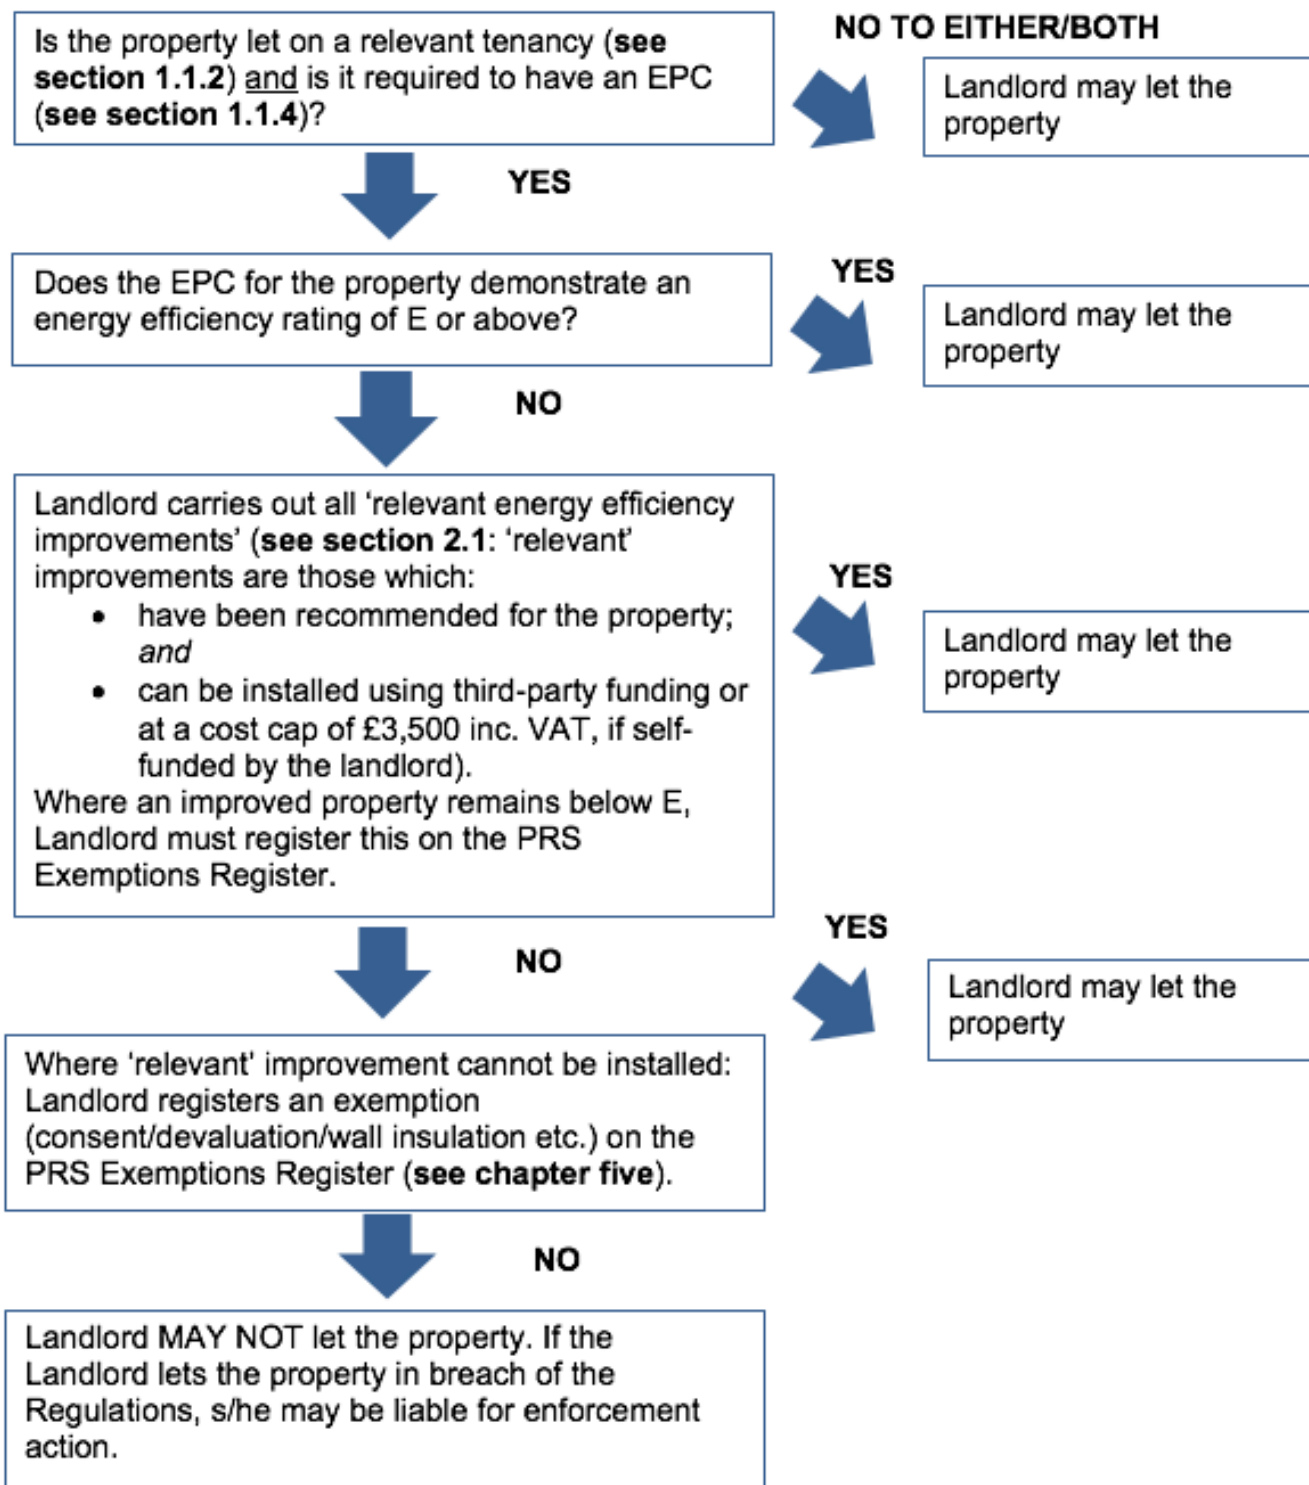 Is the property let on a relevant tenancy (see
section 1.1.2) and is it required to have an EPC
(see section 1.1.4)?
NO TO EITHER/BOTH
Landlord may let the
property
YES
Does the EPC for the property demonstrate an
energy efficiency rating of E or above?
YES
Landlord may let the
property
NO
Landlord carries out all ‘relevant energy efficiency
improvements’ (see section 2.1: ‘relevant’
improvements are those which:
• have been recommended for the property;
and
• can be installed using third-party funding or
at a cost cap of £3,500 inc. VAT, if self-
funded by the landlord).
Where an improved property remains below E,
Landlord must register this on the PRS
Exemptions Register.
YES
Landlord may let the
property
NO
YES
Landlord may let the
property
Where ‘relevant’ improvement cannot be installed:
Landlord registers an exemption
(consent/devaluation/wall insulation etc.) on the
PRS Exemptions Register (see chapter five).
NO
Landlord MAY NOT let the property. If the
Landlord lets the property in breach of the
Regulations, s/he may be liable for enforcement
action.